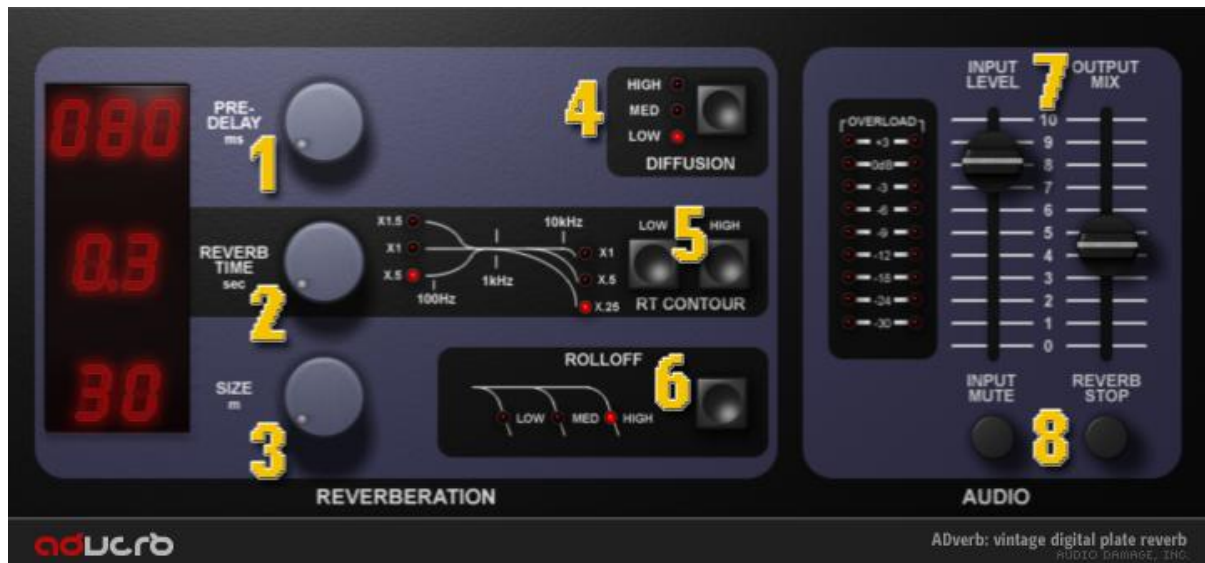 080
PRE-
DELAY
ms
1
4
HIGH
MED
LOW
DIFFUSION
0.3
REVERB
TIME
sec
2
X1.5
X1
X.5
100Hz
1kHz
10kHz
X1
X.5
X.25
LOW
5
HIGH
RT CONTOUR
30
SIZE
m
3
ROLLOFF
6
LOW
MED
HIGH
REVERBERATION
INPUT
LEVEL
7
OUTPUT
MIX
OVERLOAD
+3
0dB
-3
-6
-9
-12
-18
-24
-30
10
9
8
7
6
5
4
3
2
1
0
INPUT
MUTE
REVERB
STOP
8
AUDIO
adverb
ADverb: vintage digital plate reverb
AUDIO DAMAGE, INC.